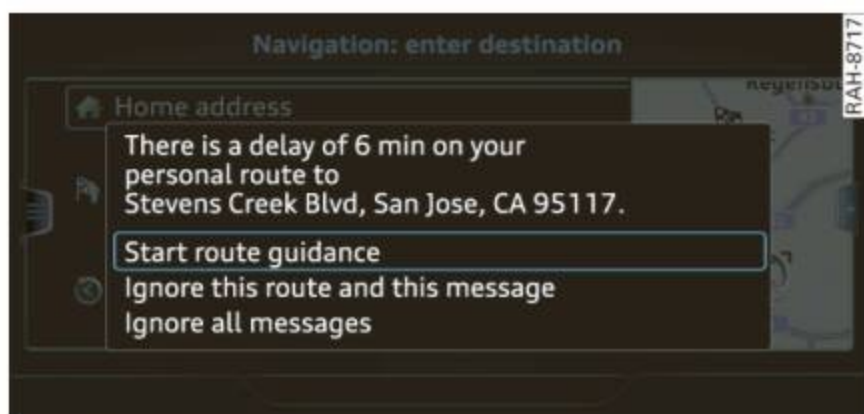 Navigation: enter destination
RAH-8717
Home address
There is a delay of 6 min on your
personal route to
Stevens Creek Blvd, San Jose, CA 95117.
Start route guidance
Ignore this route and this message
Ignore all messages